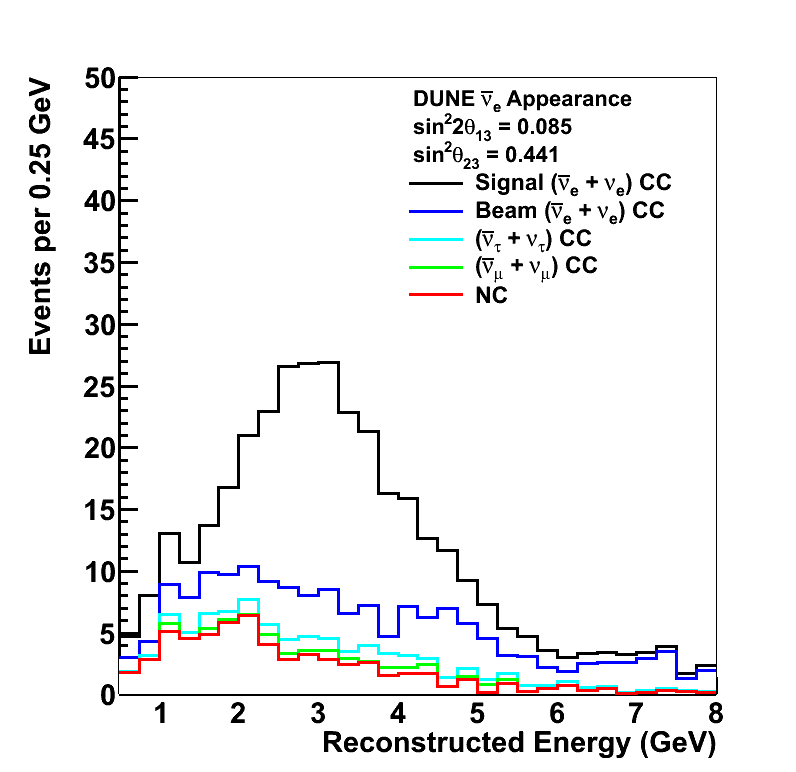 DUNE ν̅e Appearance
sin²2θ13 = 0.085
sin²θ23 = 0.441
Signal (ν̅e + νe) CC
Beam (ν̅e + νe) CC
(ν̅τ + ντ) CC
(ν̅μ + νμ) CC
NC
Events per 0.25 GeV
50
45
40
35
30
25
20
15
10
5
0
1 2 3 4 5 6 7 8
Reconstructed Energy (GeV)